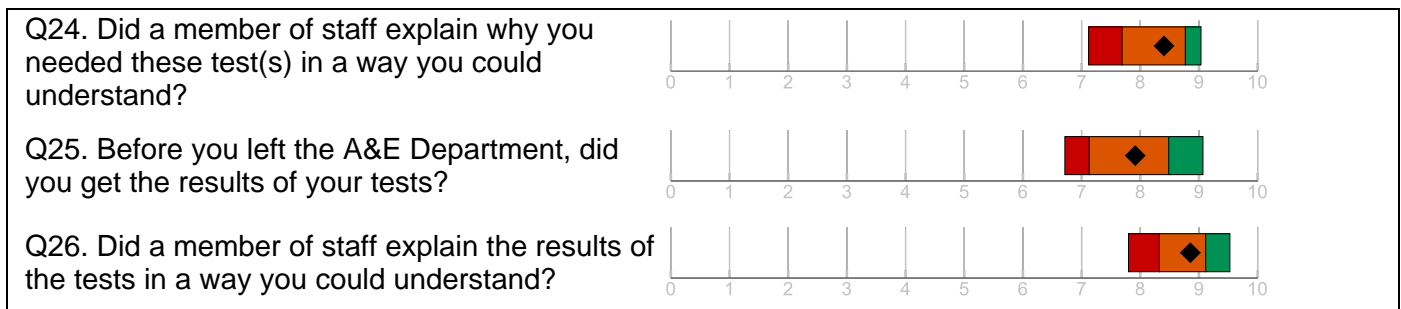 Q24. Did a member of staff explain why you
needed these test(s) in a way you could
understand?
0 1 2 3 4 5 6 7 8 9 10
Q25. Before you left the A&E Department, did
you get the results of your tests?
0 1 2 3 4 5 6 7 8 9 10
Q26. Did a member of staff explain the results of
the tests in a way you could understand?
0 1 2 3 4 5 6 7 8 9 10